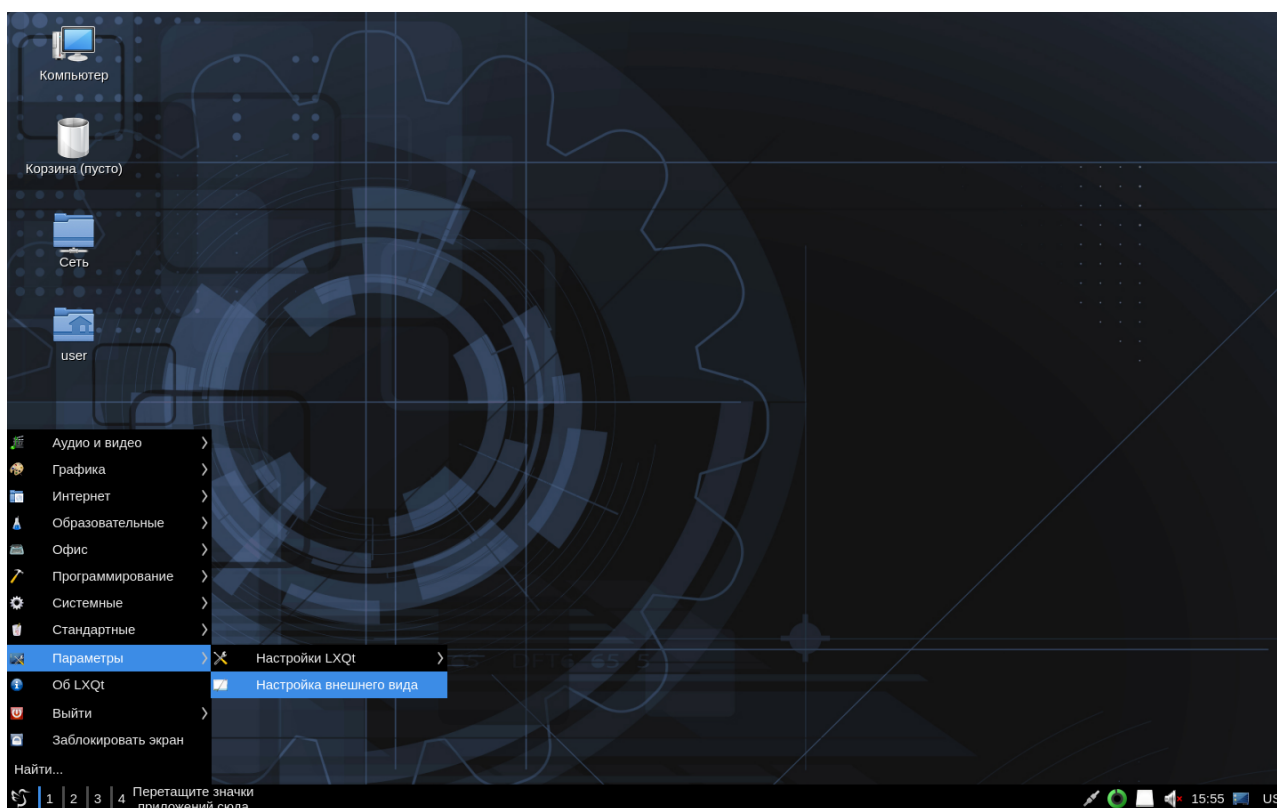 Компьютер
Корзина (пусто)
Сеть
user
Аудио и видео
Графика
Интернет
Образовательные
Офис
Программирование
Системные
Стандартные
Параметры
Настройки LXQt
Об LXQt
Настройка внешнего вида
Выйти
Заблокировать экран
Найти...
1 2 3 4 Перетащите значки
приложений сюда
15:55 US